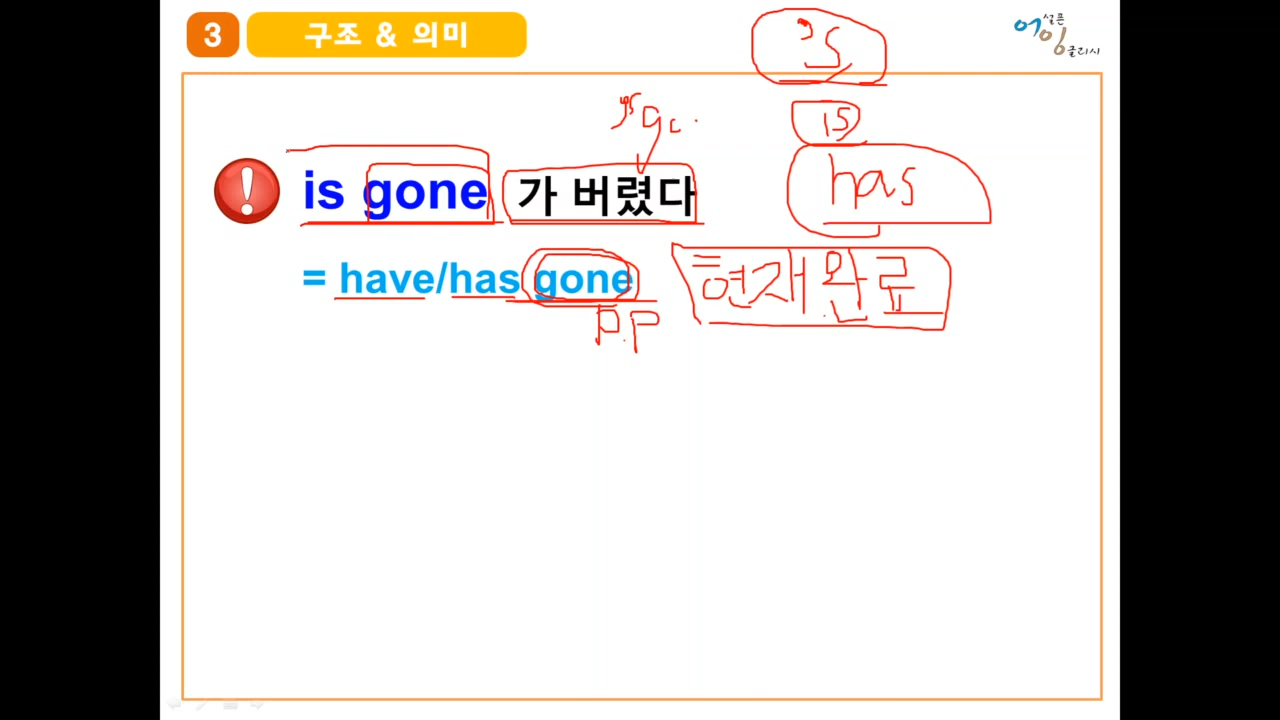 3 구조 & 의미
어설픈
잉글리시
's
is
has
's go
is gone 가 버렸다
= have/has gone
= 현재완료
p.p